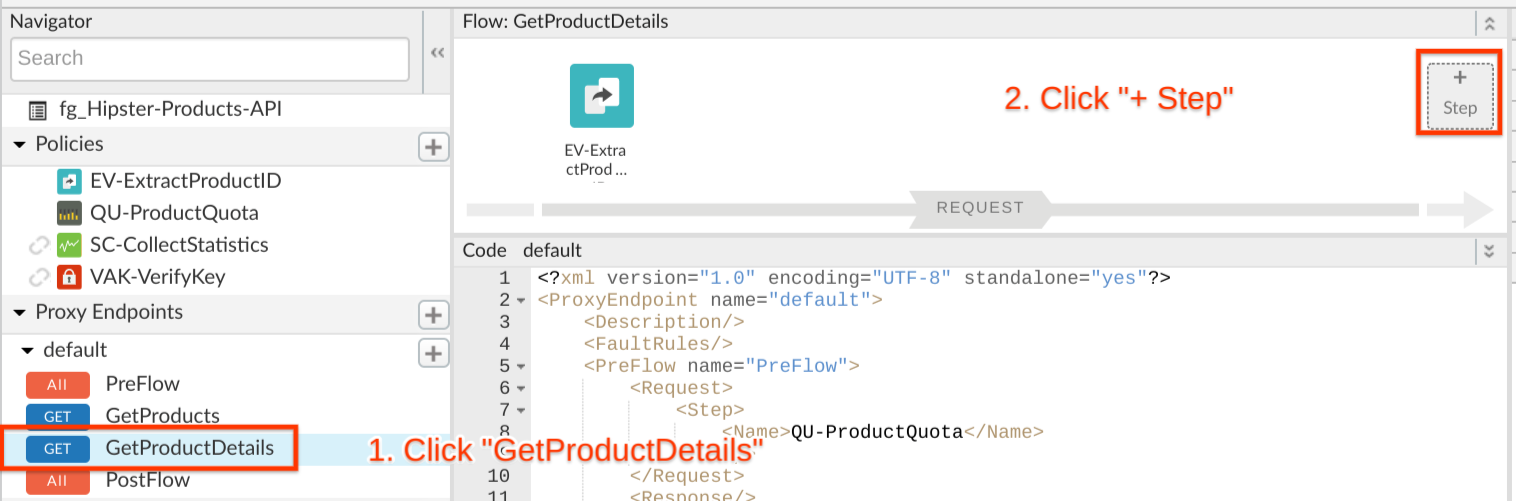 Navigator
Search
fg_Hipster-Products-API
Policies
EV-ExtractProductID
QU-ProductQuota
SC-CollectStatistics
VAK-VerifyKey
Proxy Endpoints
default
All PreFlow
GET GetProducts
GET GetProductDetails
All PostFlow
1. Click "GetProductDetails"
Flow: GetProductDetails
EV-Extra
ctProd ...
2. Click "+ Step"
+
Step
REQUEST
Code default
1 <?xml version="1.0" encoding="UTF-8" standalone="yes"?>
2 <ProxyEndpoint name="default">
3 <Description/>
4 <FaultRules/>
5 <PreFlow name="PreFlow">
6 <Request>
7 <Step>
8 <Name>QU-ProductQuota</Name>
10 </Request>
11 <Response/>